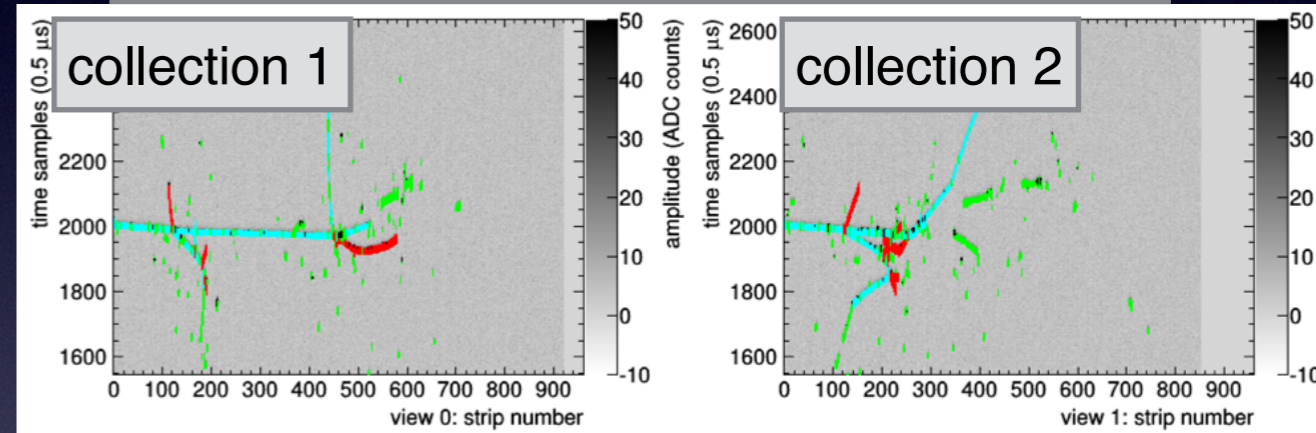 collection 1
time samples (0.5 μs)
2200
2000
1800
1600
0 100 200 300 400 500 600 700 800 900
view 0: strip number
50
40
30
20
10
0
-10
amplitude (ADC counts)
collection 2
time samples (0.5 μs)
2600
2400
2200
2000
1800
1600
0 100 200 300 400 500 600 700 800 900
view 1: strip number
50
40
30
20
10
0
-10